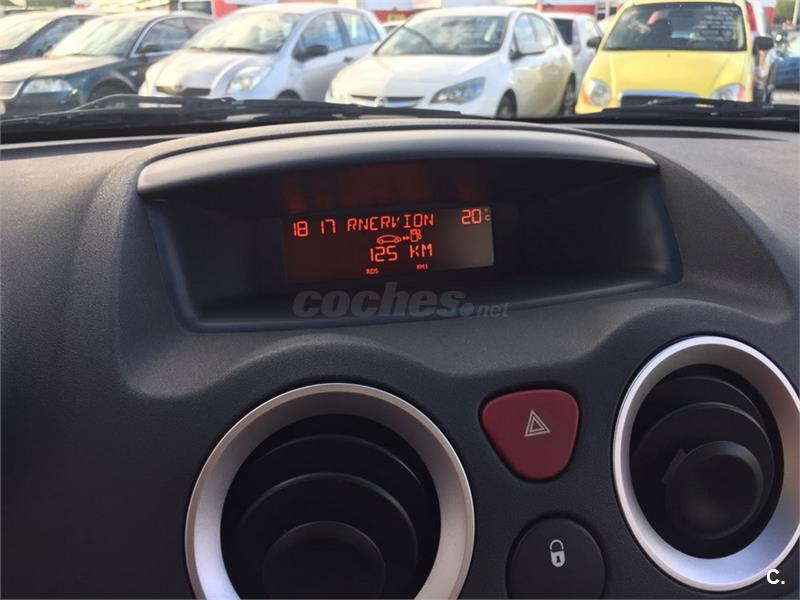 18 17 RNERVION 20°C
125 KM
RDS FM1
coches.net
C.